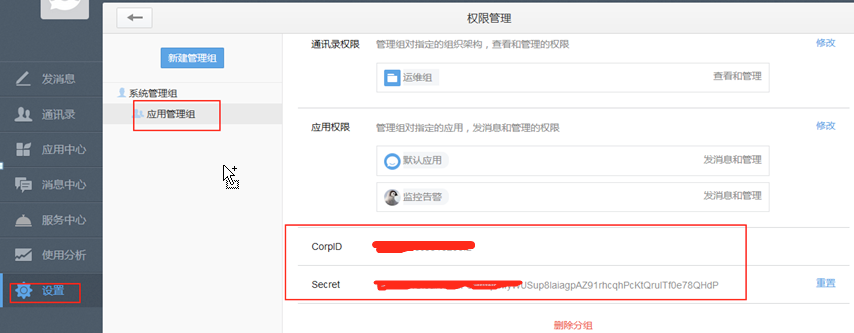 权限管理
新建管理组
系统管理组
应用管理组
发消息
通讯录
应用中心
消息中心
服务中心
使用分析
设置
通讯录权限 管理组对指定的组织架构，查看和管理的权限 修改
运维组 查看和管理
应用权限 管理组对指定的应用，发消息和管理的权限 修改
默认应用 发消息和管理
监控告警 发消息和管理
CorpID
Secret 重置
删除分组